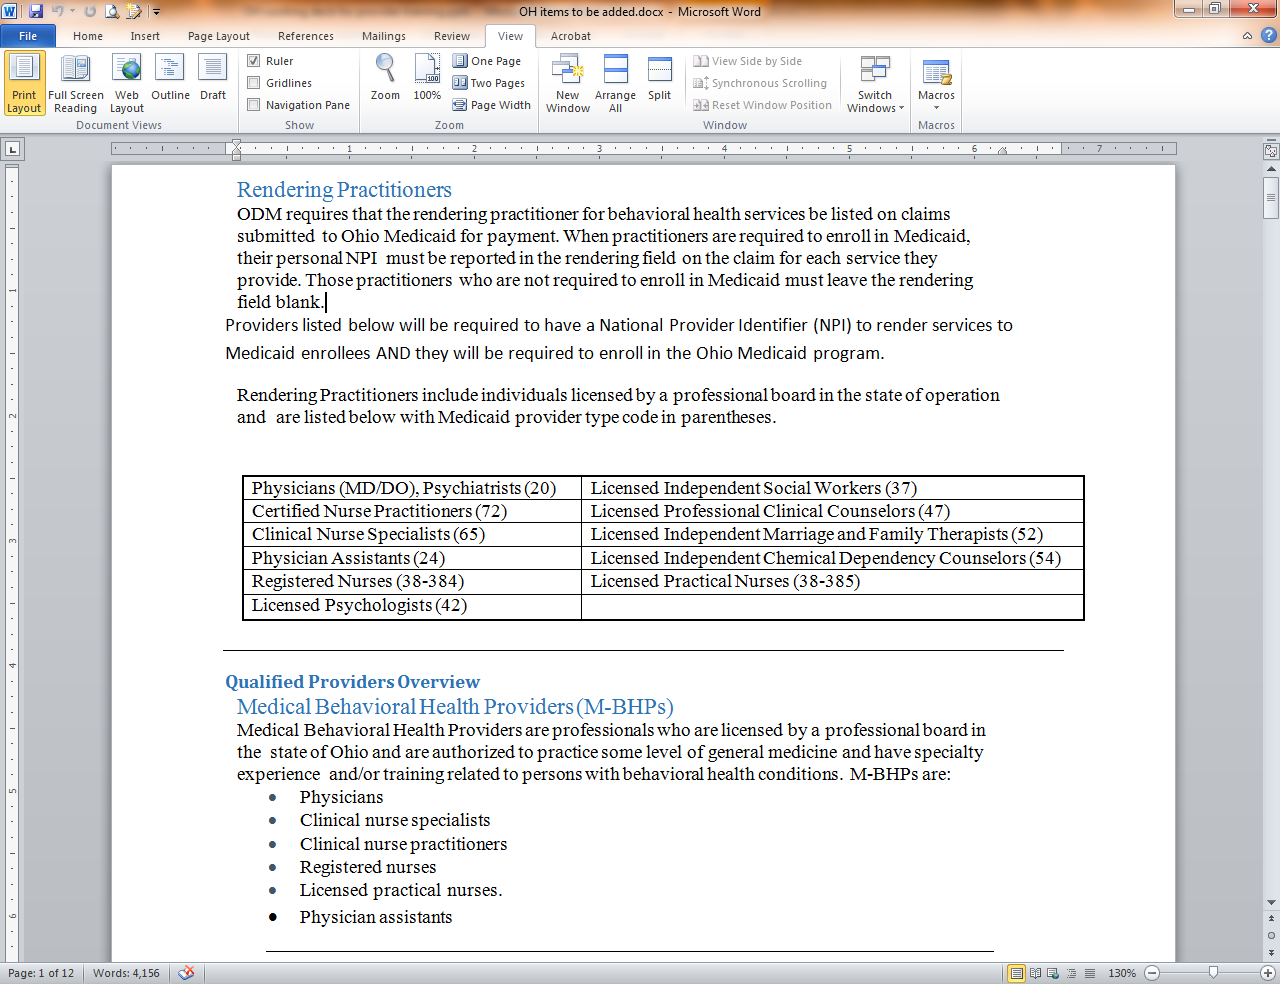 OH items to be added.docx - Microsoft Word
File Home Insert Page Layout References Mailings Review View Acrobat
Print Layout
Full Screen Reading
Web Layout
Outline
Draft
Document Views
Ruler
Gridlines
Navigation Pane
Show
Zoom
100%
One Page
Two Pages
Page Width
Zoom
New Window
Arrange All
Split
View Side by Side
Synchronous Scrolling
Reset Window Position
Window
Switch Windows
Macros
Macros
1 2 3 4 5 6 7
Rendering Practitioners
ODM requires that the rendering practitioner for behavioral health services be listed on claims
submitted to Ohio Medicaid for payment. When practitioners are required to enroll in Medicaid,
their personal NPI must be reported in the rendering field on the claim for each service they
provide. Those practitioners who are not required to enroll in Medicaid must leave the rendering
field blank.
Providers listed below will be required to have a National Provider Identifier (NPI) to render services to
Medicaid enrollees AND they will be required to enroll in the Ohio Medicaid program.
Rendering Practitioners include individuals licensed by a professional board in the state of operation
and are listed below with Medicaid provider type code in parentheses.
Physicians (MD/DO), Psychiatrists (20) Licensed Independent Social Workers (37)
Certified Nurse Practitioners (72) Licensed Professional Clinical Counselors (47)
Clinical Nurse Specialists (65) Licensed Independent Marriage and Family Therapists (52)
Physician Assistants (24) Licensed Independent Chemical Dependency Counselors (54)
Registered Nurses (38-384) Licensed Practical Nurses (38-385)
Licensed Psychologists (42)
Qualified Providers Overview
Medical Behavioral Health Providers (M-BHPs)
Medical Behavioral Health Providers are professionals who are licensed by a professional board in
the state of Ohio and are authorized to practice some level of general medicine and have specialty
experience and/or training related to persons with behavioral health conditions. M-BHPs are:
• Physicians
• Clinical nurse specialists
• Clinical nurse practitioners
• Registered nurses
• Licensed practical nurses.
• Physician assistants
1
2
3
4
5
6
Page: 1 of 12 Words: 4,156 130%